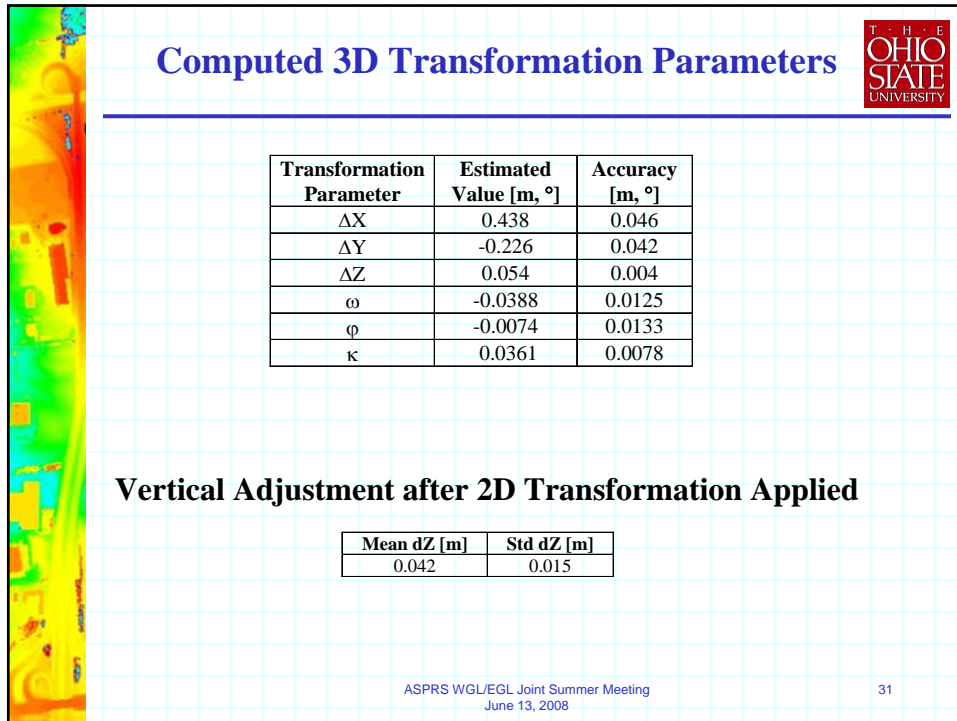 Computed 3D Transformation Parameters
T · H · E
OHIO
STATE
UNIVERSITY
Transformation Parameter Estimated Value [m, °] Accuracy [m, °]
ΔX 0.438 0.046
ΔY -0.226 0.042
ΔZ 0.054 0.004
ω -0.0388 0.0125
φ -0.0074 0.0133
κ 0.0361 0.0078
Vertical Adjustment after 2D Transformation Applied
Mean dZ [m] Std dZ [m]
0.042 0.015
ASPRS WGL/EGL Joint Summer Meeting
June 13, 2008
31